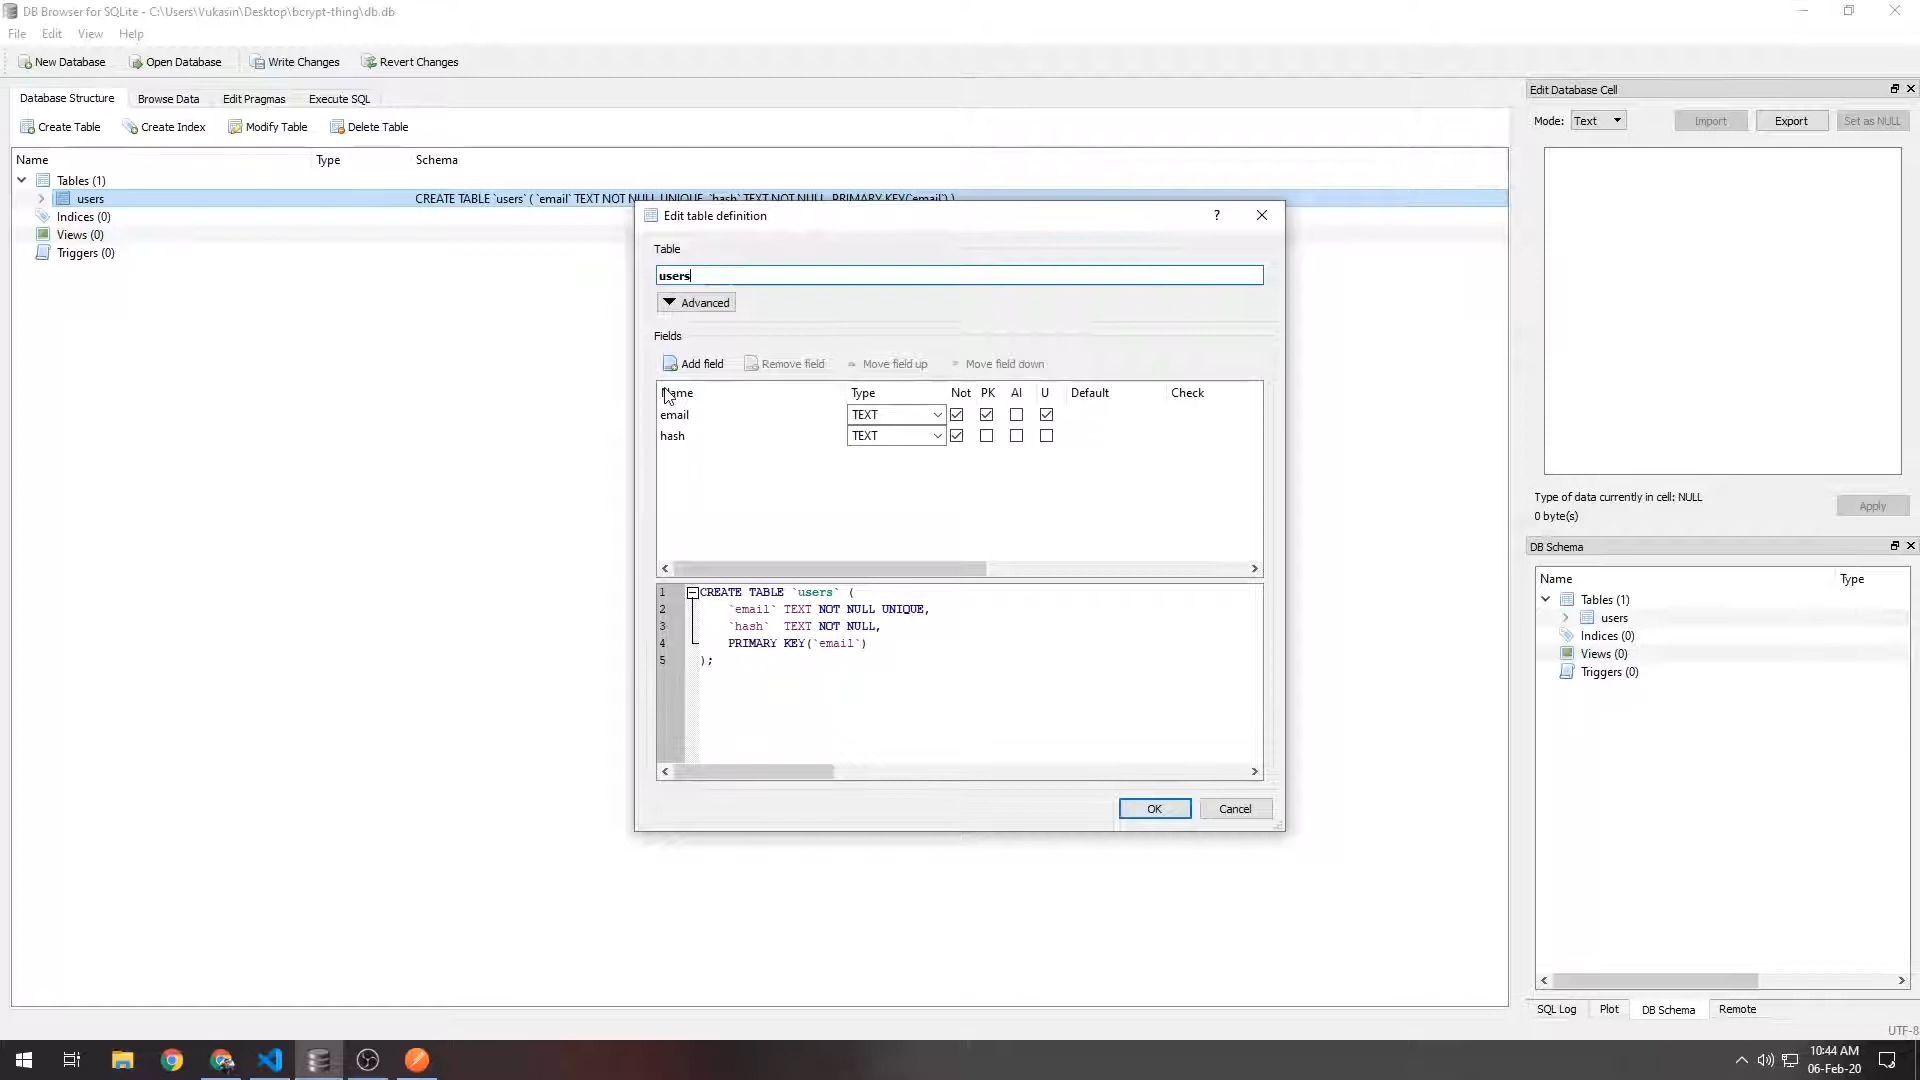 DB Browser for SQLite - C:\Users\Vukasin\Desktop\bcrypt-thing\db.db
File Edit View Help
New Database Open Database Write Changes Revert Changes
Database Structure Browse Data Edit Pragmas Execute SQL
Create Table Create Index Modify Table Delete Table
Name Type Schema
Tables (1)
users CREATE TABLE `users` ( `email` TEXT NOT NULL UNIQUE, `hash` TEXT NOT NULL, PRIMARY KEY(`email`) )
Indices (0)
Views (0)
Triggers (0)
Edit table definition ?
Table
users
Advanced
Fields
Add field Remove field Move field up Move field down
Name Type Not PK AI U Default Check
email TEXT
hash TEXT
1 CREATE TABLE `users` (
2 `email` TEXT NOT NULL UNIQUE,
3 `hash` TEXT NOT NULL,
4 PRIMARY KEY(`email`)
5 );
OK Cancel
Edit Database Cell
Mode: Text Import Export Set as NULL
Type of data currently in cell: NULL
0 byte(s)
Apply
DB Schema
Name Type
Tables (1)
users
Indices (0)
Views (0)
Triggers (0)
SQL Log Plot DB Schema Remote
UTF-8
10:44 AM
06-Feb-20